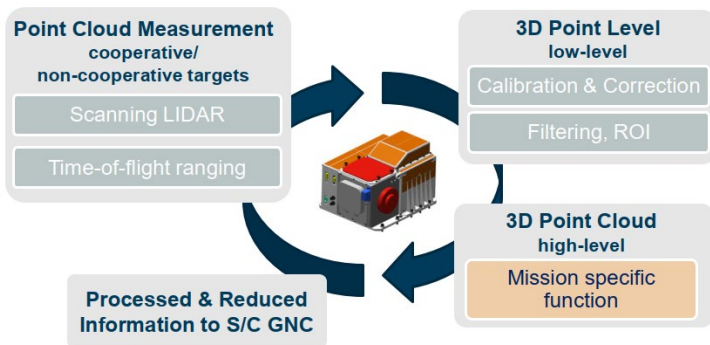 Point Cloud Measurement
cooperative/
non-cooperative targets
Scanning LIDAR
Time-of-flight ranging
3D Point Level
low-level
Calibration & Correction
Filtering, ROI
3D Point Cloud
high-level
Mission specific
function
Processed & Reduced
Information to S/C GNC